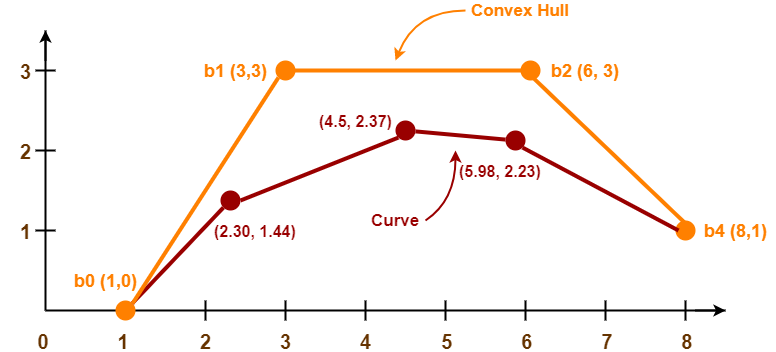 Convex Hull
3
b1 (3,3)
b2 (6, 3)
(4.5, 2.37)
2
(5.98, 2.23)
Curve
1
(2.30, 1.44)
b4 (8,1)
b0 (1,0)
0 1 2 3 4 5 6 7 8